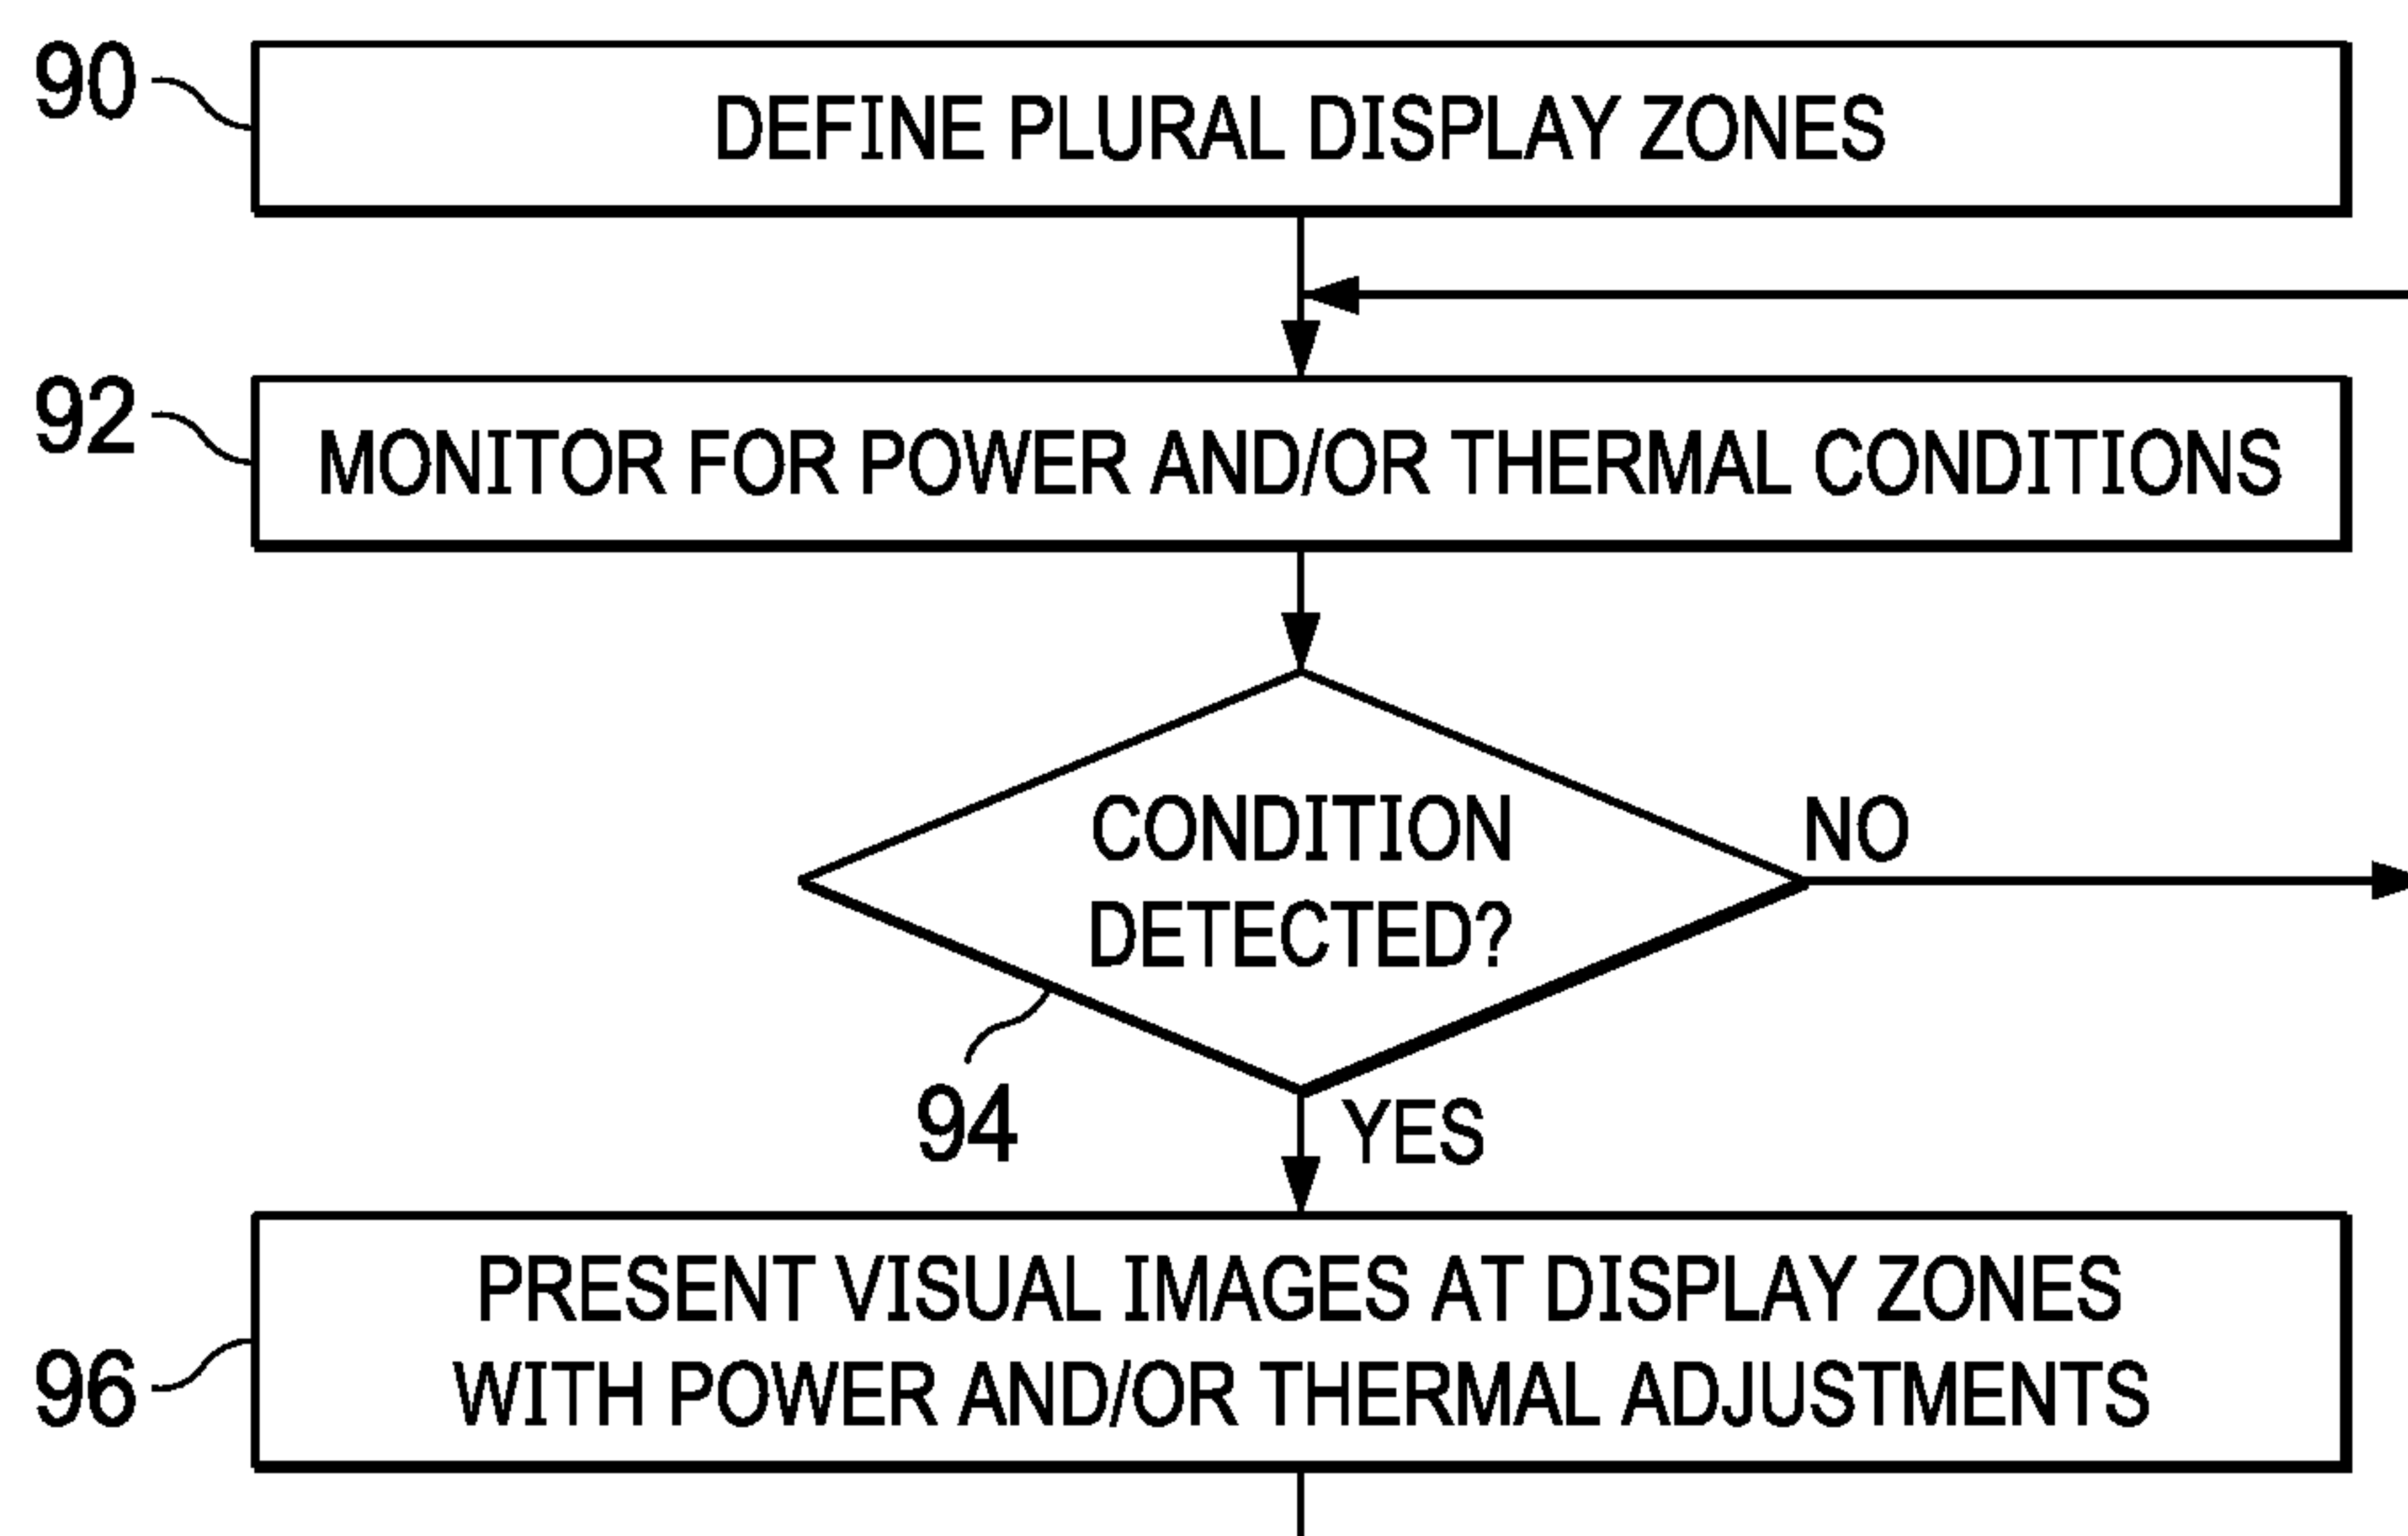 90
DEFINE PLURAL DISPLAY ZONES
92
MONITOR FOR POWER AND/OR THERMAL CONDITIONS
CONDITION
DETECTED?
NO
94
YES
PRESENT VISUAL IMAGES AT DISPLAY ZONES
WITH POWER AND/OR THERMAL ADJUSTMENTS
96